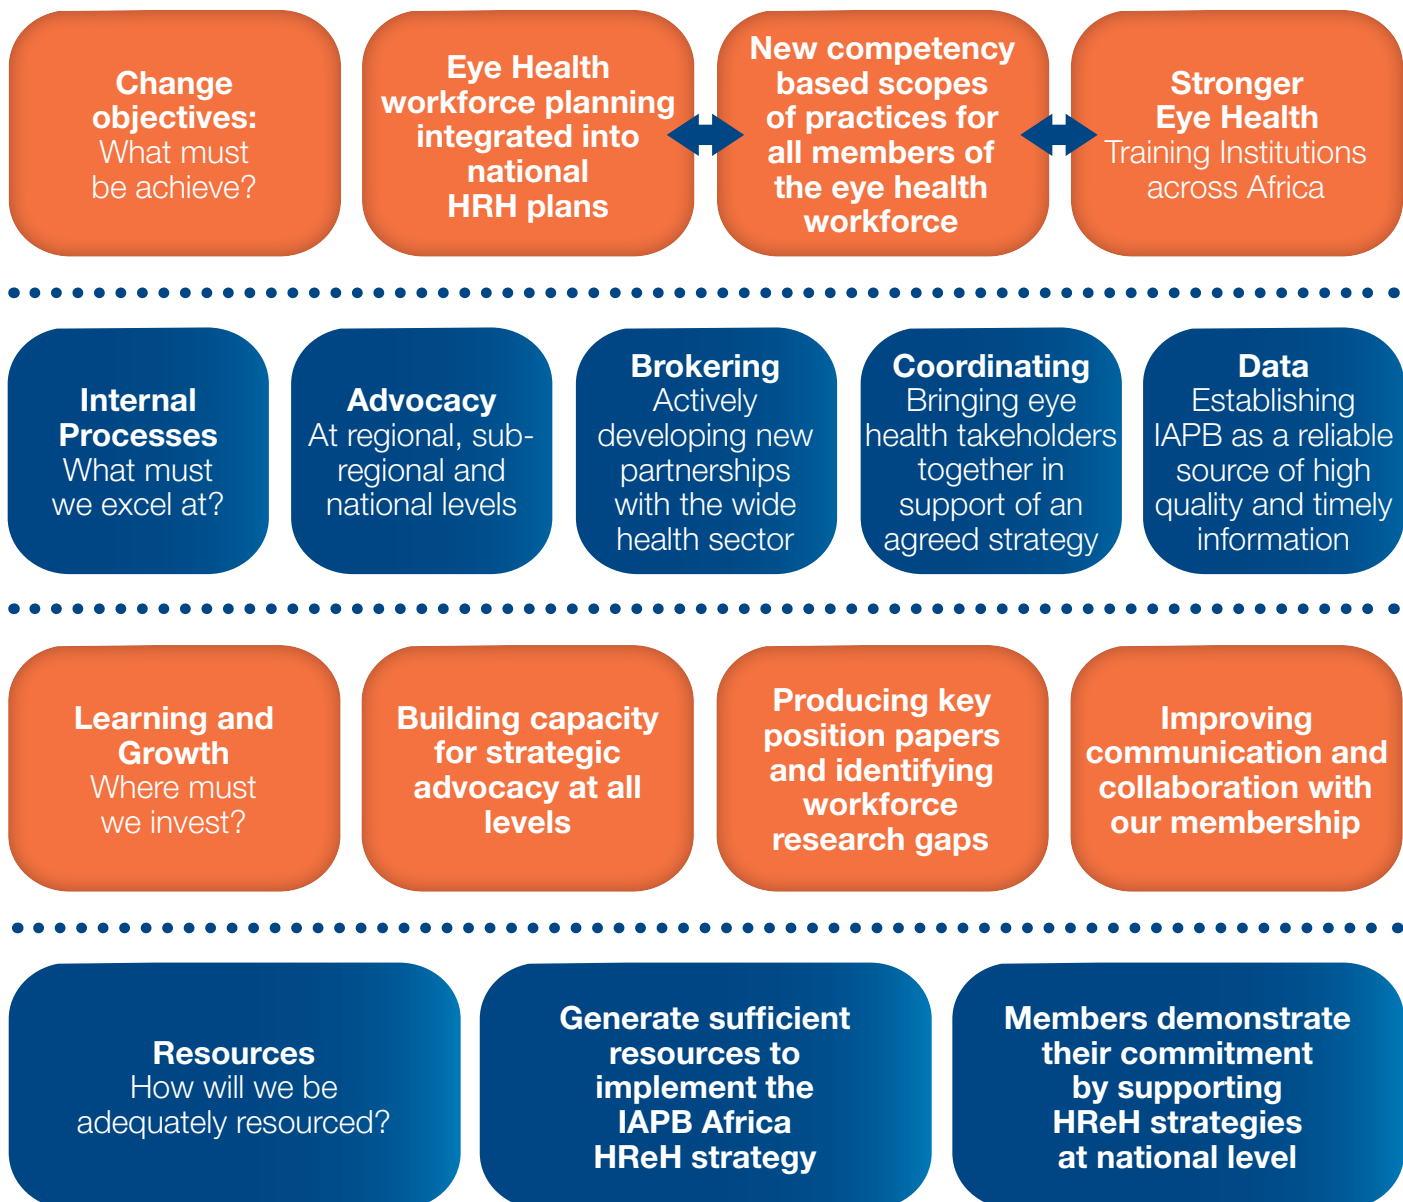 Change
objectives:
What must
be achieve?
Eye Health
workforce planning
integrated into
national
HRH plans
New competency
based scopes
of practices for
all members of
the eye health
workforce
Stronger
Eye Health
Training Institutions
across Africa
Internal
Processes
What must
we excel at?
Advocacy
At regional, sub-
regional and
national levels
Brokering
Actively
developing new
partnerships
with the wide
health sector
Coordinating
Bringing eye
health takeholders
together in
support of an
agreed strategy
Data
Establishing
IAPB as a reliable
source of high
quality and timely
information
Learning and
Growth
Where must
we invest?
Building capacity
for strategic
advocacy at all
levels
Producing key
position papers
and identifying
workforce
research gaps
Improving
communication and
collaboration with
our membership
Resources
How will we be
adequately resourced?
Generate sufficient
resources to
implement the
IAPB Africa
HReH strategy
Members demonstrate
their commitment
by supporting
HReH strategies
at national level